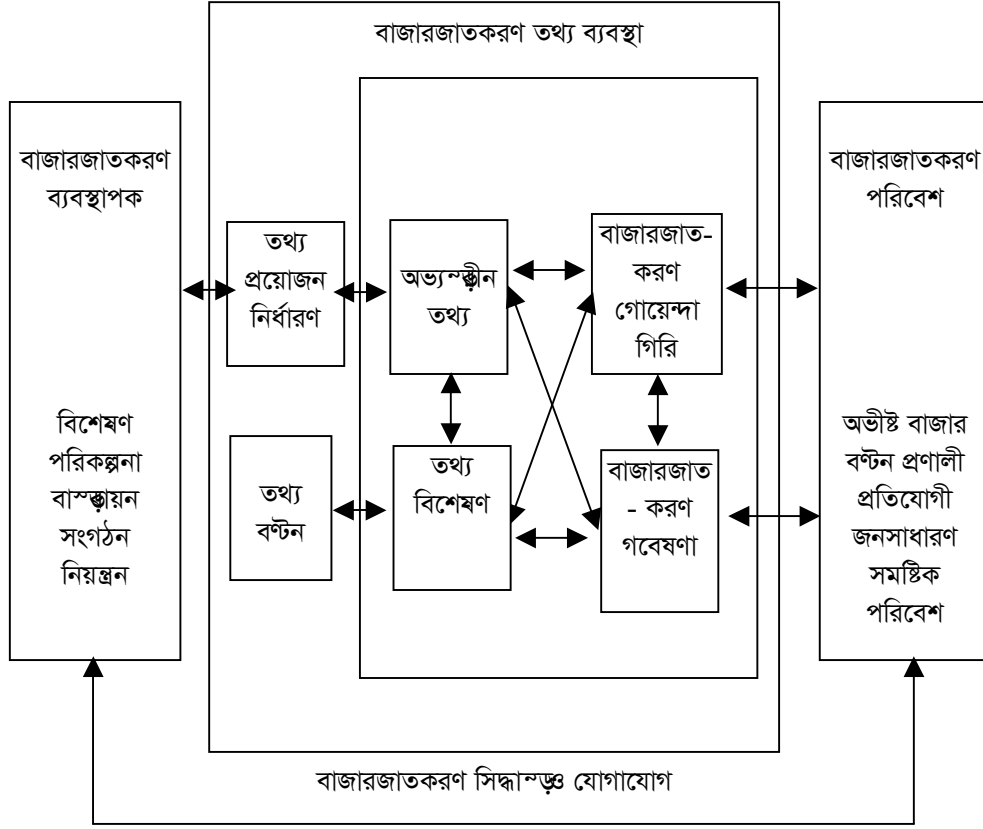 বাজারজাতকরণ তথ্য ব্যবস্থা
বাজারজাতকরণ
ব্যবস্থাপক
বিশেষণ
পরিকল্পনা
বাস্তবায়ন
সংগঠন
নিয়ন্ত্রন
তথ্য
প্রয়োজন
নির্ধারণ
তথ্য
বণ্টন
অভ্যন্তরীন
তথ্য
তথ্য
বিশেষণ
বাজারজাত-
করণ
গোয়েন্দা
গিরি
বাজারজাত
- করণ
গবেষণা
বাজারজাতকরণ
পরিবেশ
অভীষ্ট বাজার
বণ্টন প্রণালী
প্রতিযোগী
জনসাধারণ
সমষ্টিক
পরিবেশ
বাজারজাতকরণ সিদ্ধান্ত ও যোগাযোগ